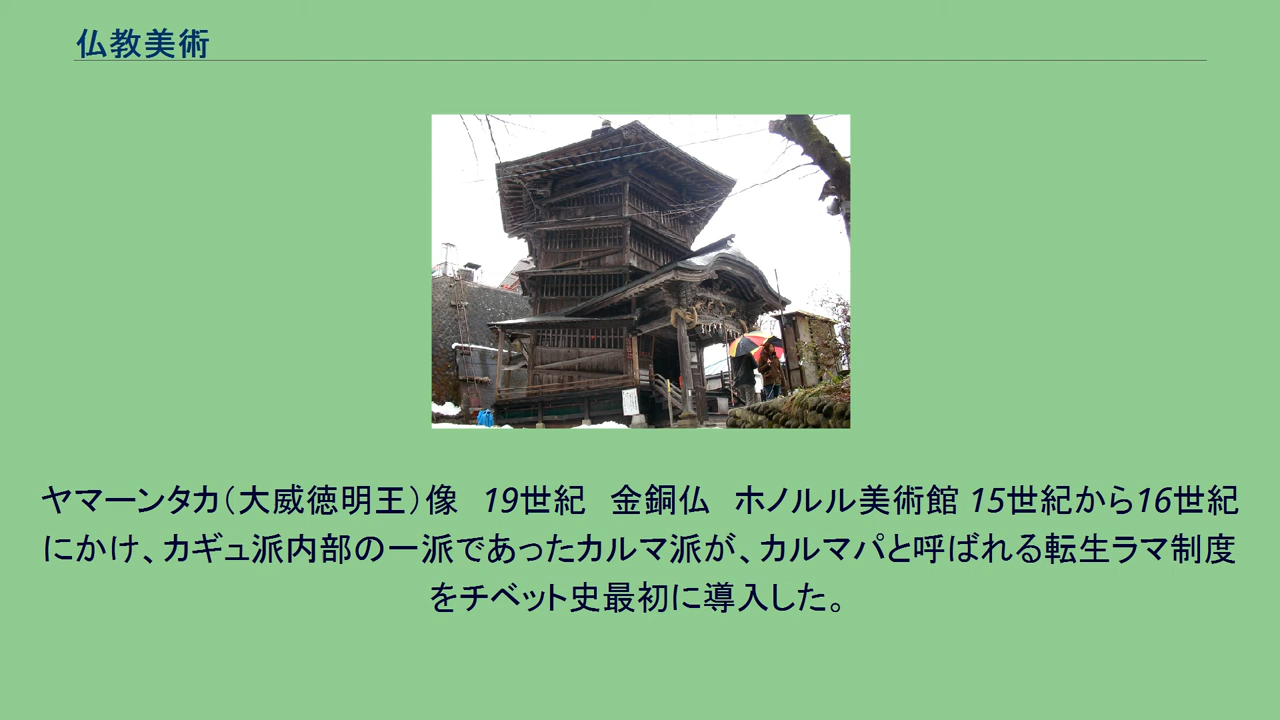 仏教美術
ヤマーンタカ（大威徳明王）像　19世紀　金銅仏　ホノルル美術館 15世紀から16世紀
にかけ、カギュ派内部の一派であったカルマ派が、カルマパと呼ばれる転生ラマ制度
をチベット史最初に導入した。